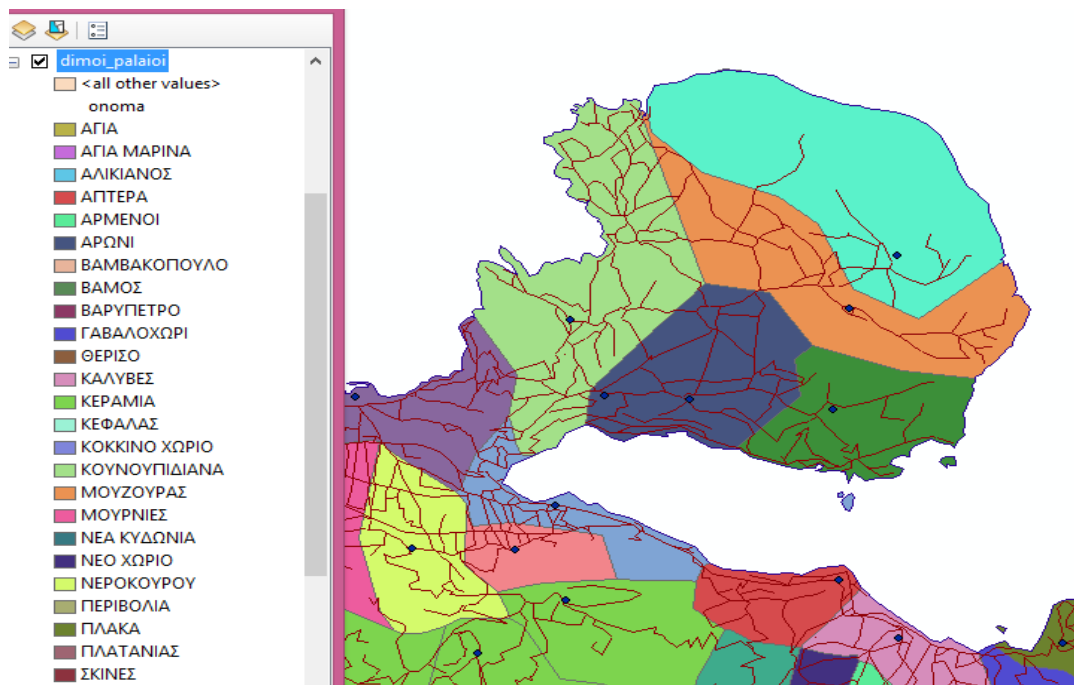 dimoi_palaioi
<all other values>
onoma
ΑΓΙΑ
ΑΓΙΑ ΜΑΡΙΝΑ
ΑΛΙΚΙΑΝΟΣ
ΑΠΤΕΡΑ
ΑΡΜΕΝΟΙ
ΑΡΩΝΙ
ΒΑΜΒΑΚΟΠΟΥΛΟ
ΒΑΜΟΣ
ΒΑΡΥΠΕΤΡΟ
ΓΑΒΑΛΟΧΩΡΙ
ΘΕΡΙΣΟ
ΚΑΛΥΒΕΣ
ΚΕΡΑΜΙΑ
ΚΕΦΑΛΑΣ
ΚΟΚΚΙΝΟ ΧΩΡΙΟ
ΚΟΥΝΟΥΠΙΔΙΑΝΑ
ΜΟΥΖΟΥΡΑΣ
ΜΟΥΡΝΙΕΣ
ΝΕΑ ΚΥΔΩΝΙΑ
ΝΕΟ ΧΩΡΙΟ
ΝΕΡΟΚΟΥΡΟΥ
ΠΕΡΙΒΟΛΙΑ
ΠΛΑΚΑ
ΠΛΑΤΑΝΙΑΣ
ΣΚΙΝΕΣ